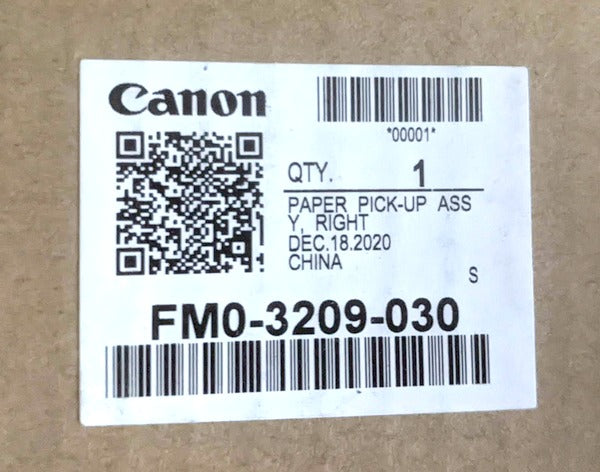 Canon
*00001*
QTY. 1
PAPER PICK-UP ASS
Y, RIGHT
DEC.18.2020
CHINA
S
FM0-3209-030